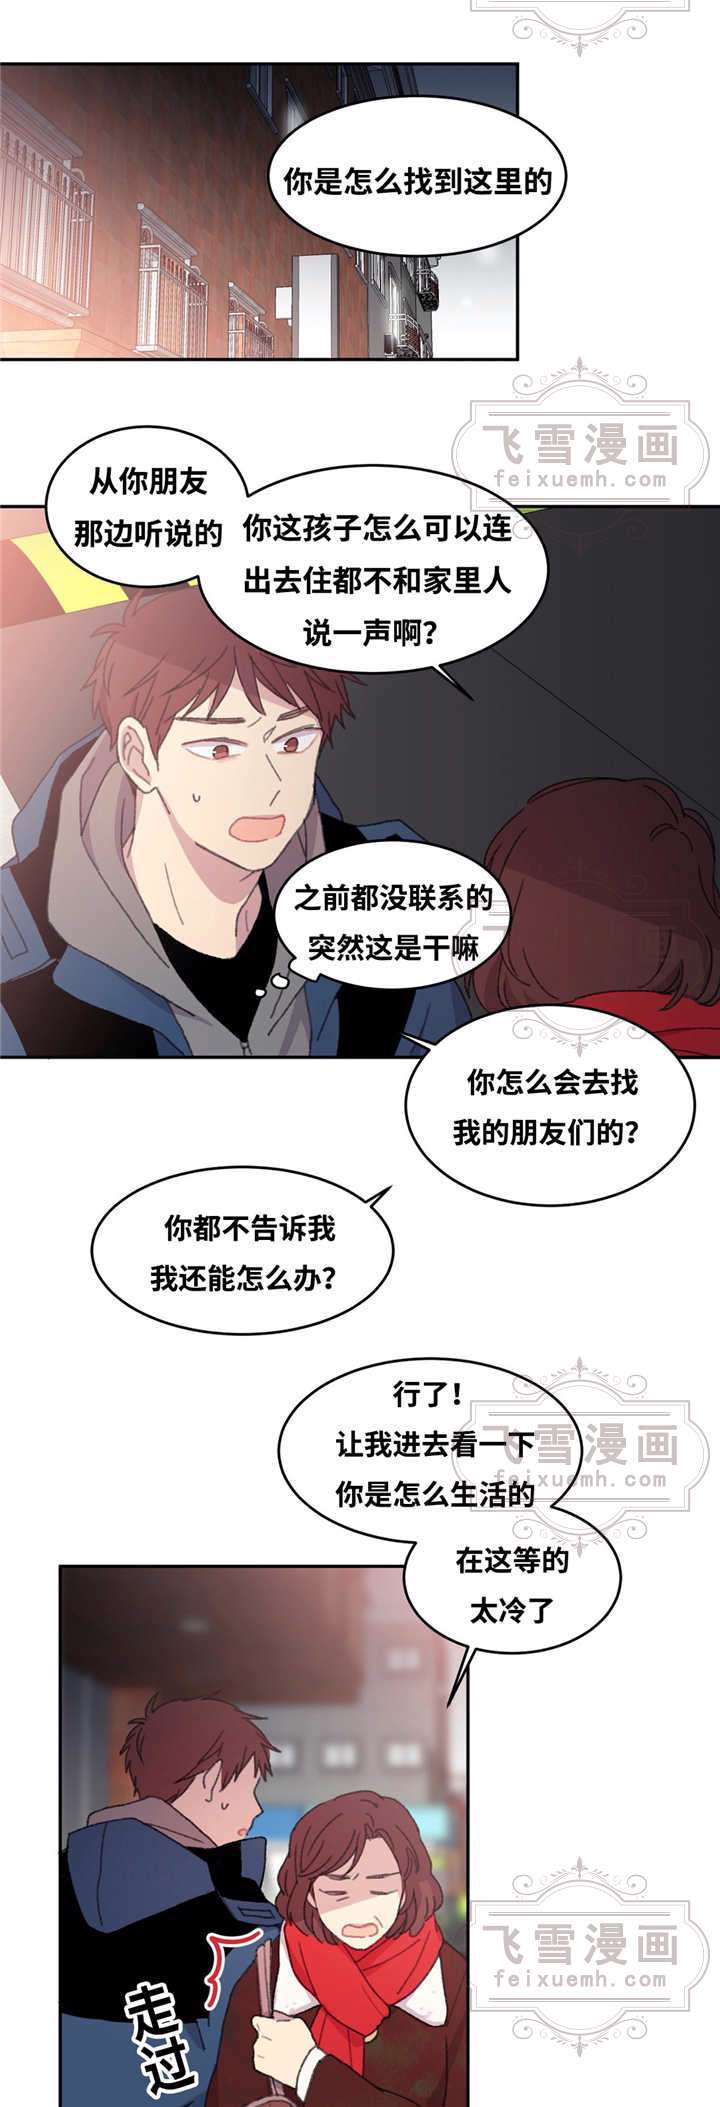 你是怎么找到这里的
飞雪漫画
feixuemh.com
从你朋友
那边听说的
你这孩子怎么可以连
出去住都不和家里人
说一声啊?
之前都没联系的
突然这是干嘛
你怎么会去找
我的朋友们的?
你都不告诉我
我还能怎么办?
行了!
让我进去看一下
你是怎么生活的
飞雪漫画
feixuemh.com
在这等的
太冷了
飞雪漫画
feixuemh.com
走过